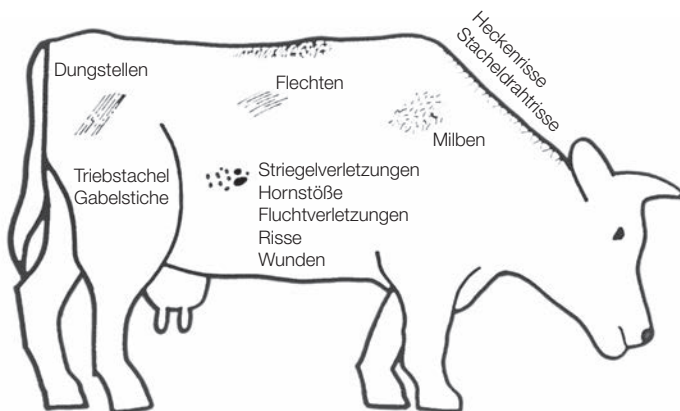 Heckenrisse
Stacheldrahtrisse
Dungstellen
Flechten
Milben
Triebstachel
Gabelstiche
Striegelverletzungen
Hornstöße
Fluchtverletzungen
Risse
Wunden